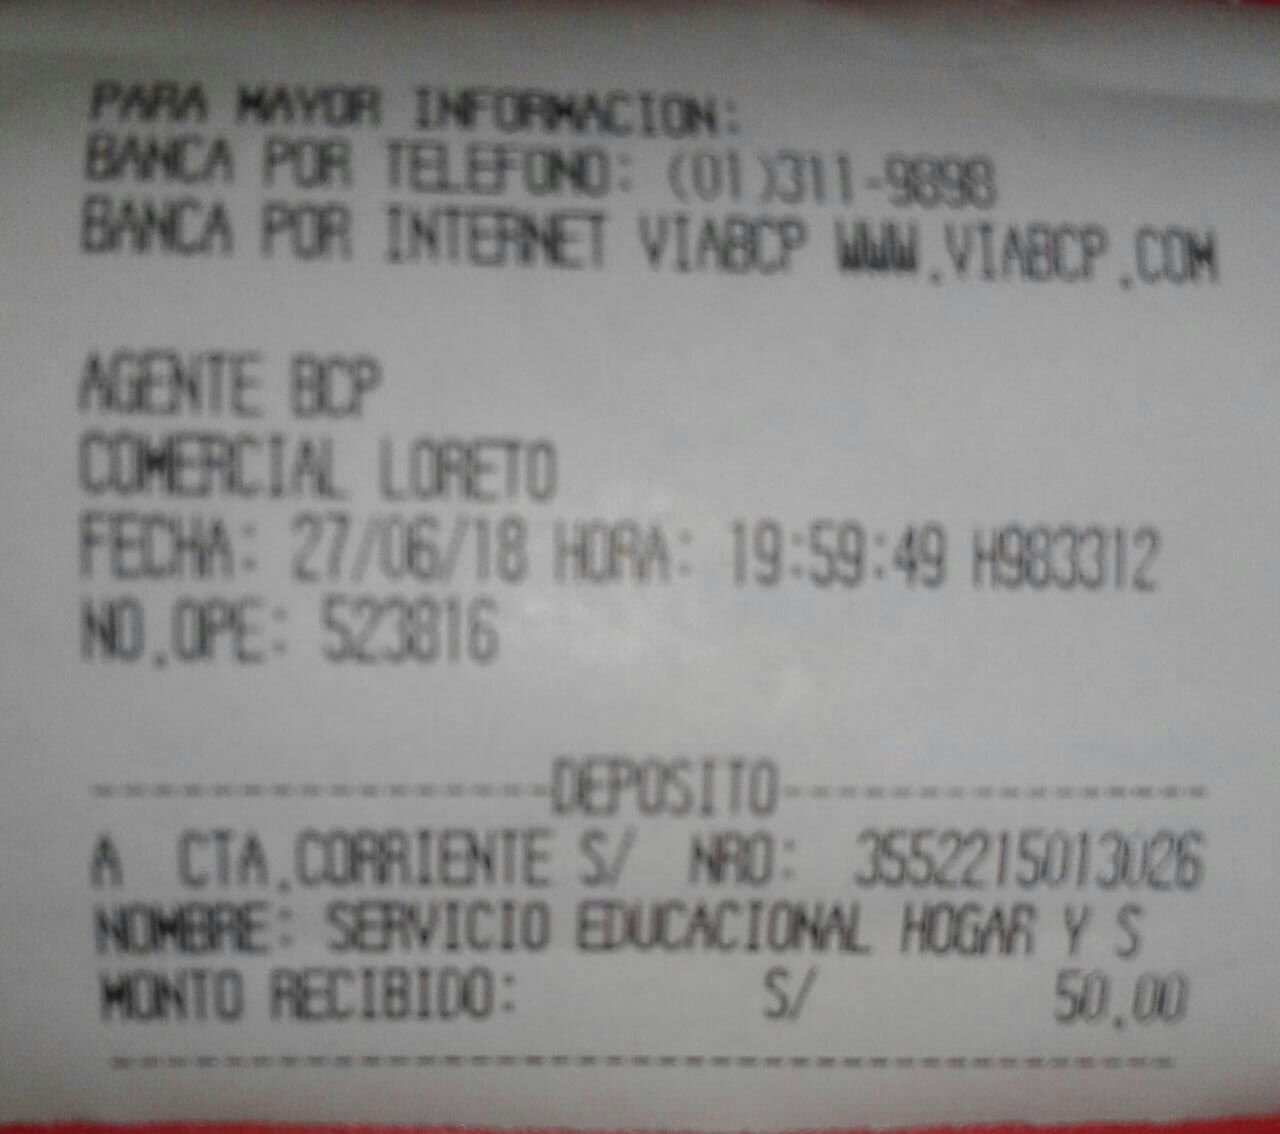 PARA MAYOR INFORMACION:
BANCA POR TELEFONO: (01)311-9898
BANCA POR INTERNET VIABCP WWW.VIABCP.COM
AGENTE BCP
COMERCIAL LORETO
FECHA: 27/06/18 HORA: 19:59:49 H983312
NO.OPE: 523816
----------------DEPOSITO----------------
A CTA.CORRIENTE S/ NRO: 3552215013026
NOMBRE: SERVICIO EDUCACIONAL HOGAR Y S
MONTO RECIBIDO: S/ 50.00